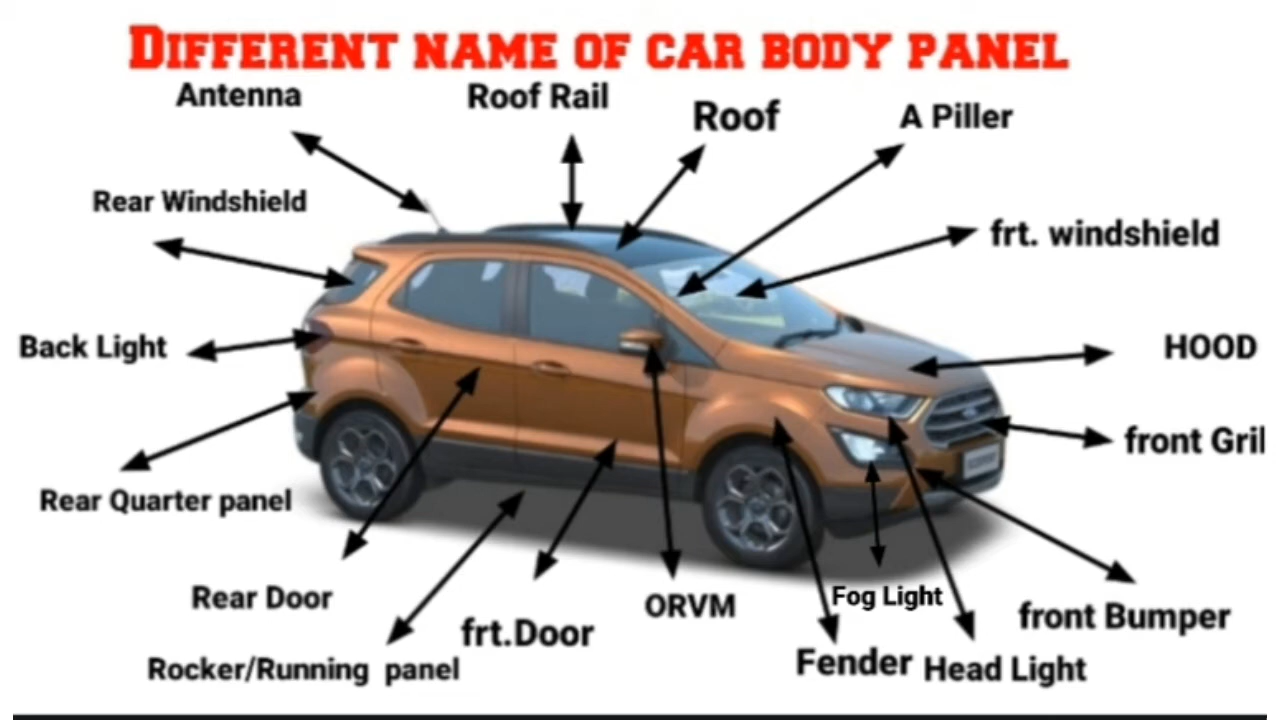 DIFFERENT NAME OF CAR BODY PANEL
Antenna
Roof Rail
Roof
A Piller
Rear Windshield
frt. windshield
Back Light
HOOD
front Gril
Rear Quarter panel
Rear Door
frt.Door
ORVM
Fog Light
front Bumper
Rocker/Running panel
Fender
Head Light